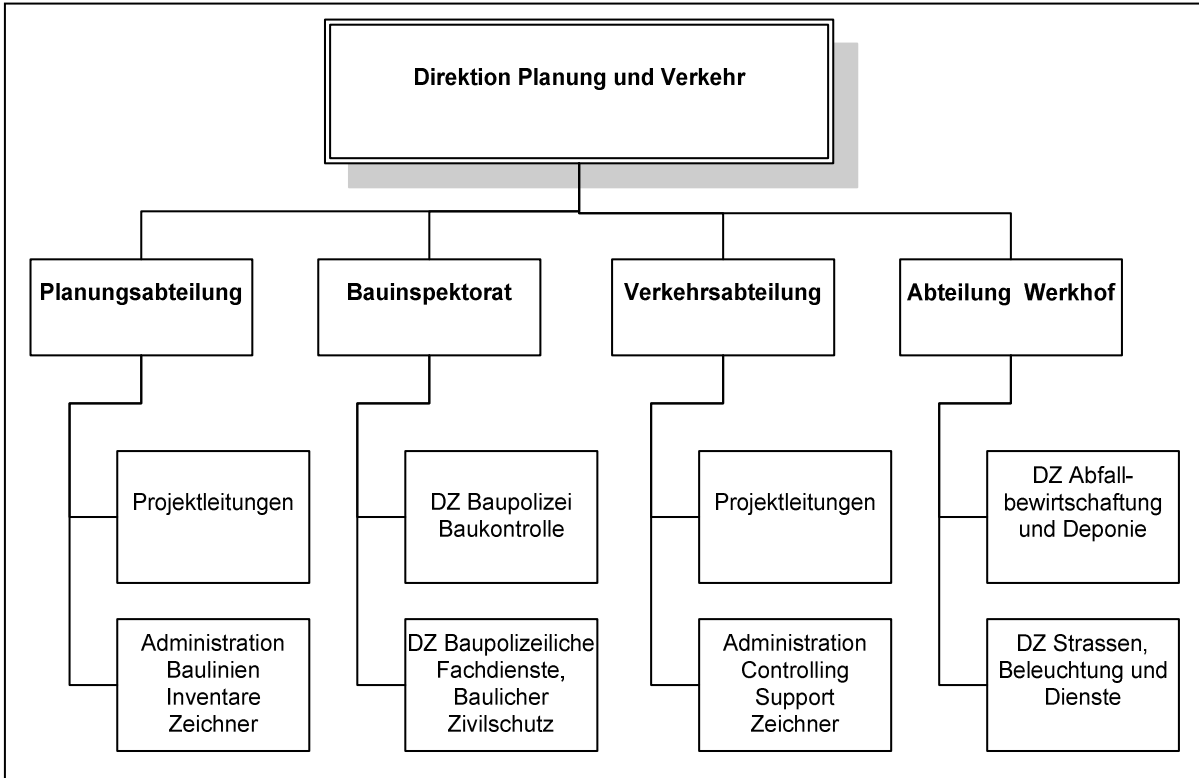 Direktion Planung und Verkehr
Planungsabteilung
Bauinspektorat
Verkehrsabteilung
Abteilung Werkhof
Projektleitungen
DZ Baupolizei
Baukontrolle
Projektleitungen
DZ Abfall-
bewirtschaftung
und Deponie
Administration
Baulinien
Inventare
Zeichner
DZ Baupolizeiliche
Fachdienste,
Baulicher
Zivilschutz
Administration
Controlling
Support
Zeichner
DZ Strassen,
Beleuchtung und
Dienste